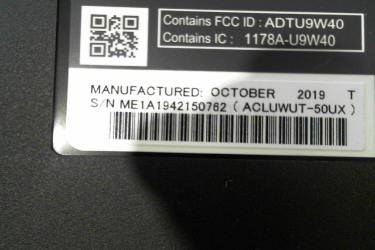 Contains FCC ID : ADTU9W40
Contains IC : 1178A-U9W40
MANUFACTURED: OCTOBER 2019 T
S/N ME1A1942150762 ( ACLUWUT-50UX )